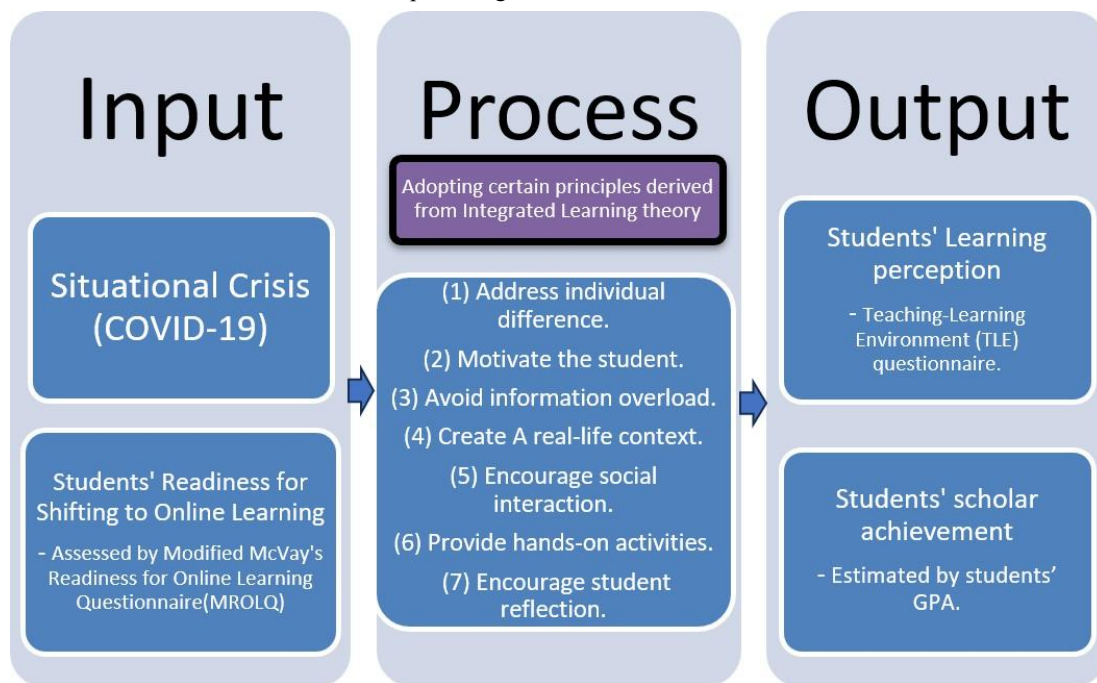 Input
Situational Crisis
(COVID-19)
Students' Readiness for
Shifting to Online Learning
- Assessed by Modified McVay's
Readiness for Online Learning
Questionnaire(MROLQ)
Process
Adopting certain principles derived
from Integrated Learning theory
(1) Address individual
difference.
(2) Motivate the student.
(3) Avoid information overload.
(4) Create A real-life context.
(5) Encourage social
interaction.
(6) Provide hands-on activities.
(7) Encourage student
reflection.
Output
Students' Learning
perception
- Teaching-Learning
Environment (TLE)
questionnaire.
Students' scholar
achievement
- Estimated by students’
GPA.